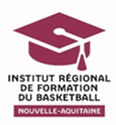 INSTITUT RÉGIONAL
DE FORMATION
DU BASKETBALL
NOUVELLE-AQUITAINE